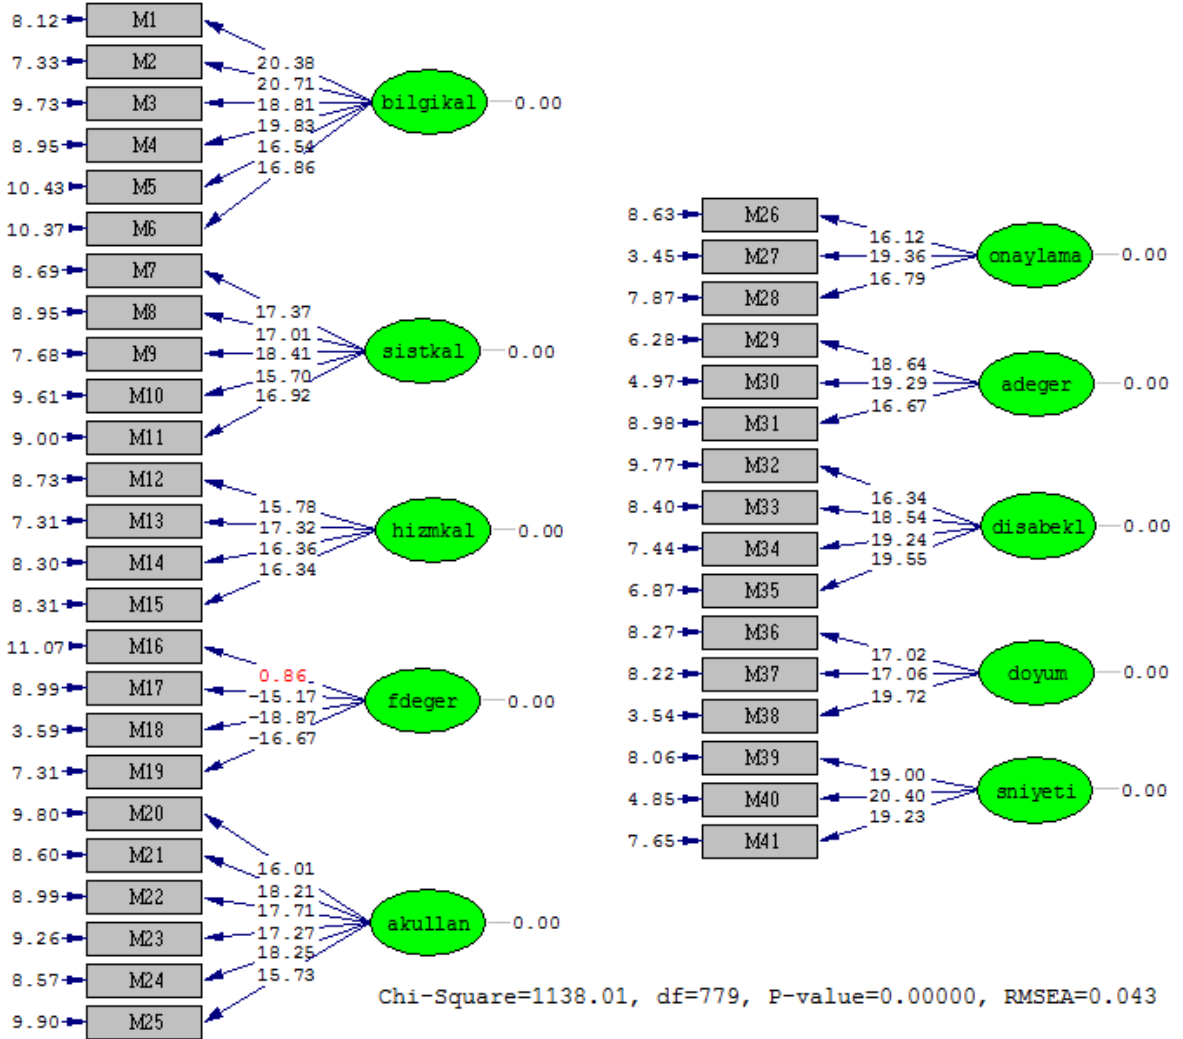 8.12 M1
7.33 M2
9.73 M3
8.95 M4
10.43 M5
10.37 M6
20.38
20.71
18.81
19.83
16.54
16.86
bilgikal 0.00
8.69 M7
8.95 M8
7.68 M9
9.61 M10
9.00 M11
17.37
17.01
18.41
15.70
16.92
sistkal 0.00
8.73 M12
7.31 M13
8.30 M14
8.31 M15
15.78
17.32
16.36
16.34
hizmkal 0.00
11.07 M16
8.99 M17
3.59 M18
7.31 M19
0.86
-15.17
-18.87
-16.67
fdeger 0.00
9.80 M20
8.60 M21
8.99 M22
9.26 M23
8.57 M24
9.90 M25
16.01
18.21
17.71
17.27
18.25
15.73
akullan 0.00
8.63 M26
3.45 M27
7.87 M28
16.12
19.36
16.79
onaylama 0.00
6.28 M29
4.97 M30
8.98 M31
18.64
19.29
16.67
adeger 0.00
9.77 M32
8.40 M33
7.44 M34
6.87 M35
16.34
18.54
19.24
19.55
disabekl 0.00
8.27 M36
8.22 M37
3.54 M38
17.02
17.06
19.72
doyum 0.00
8.06 M39
4.85 M40
7.65 M41
19.00
20.40
19.23
sniyeti 0.00
Chi-Square=1138.01, df=779, P-value=0.00000, RMSEA=0.043